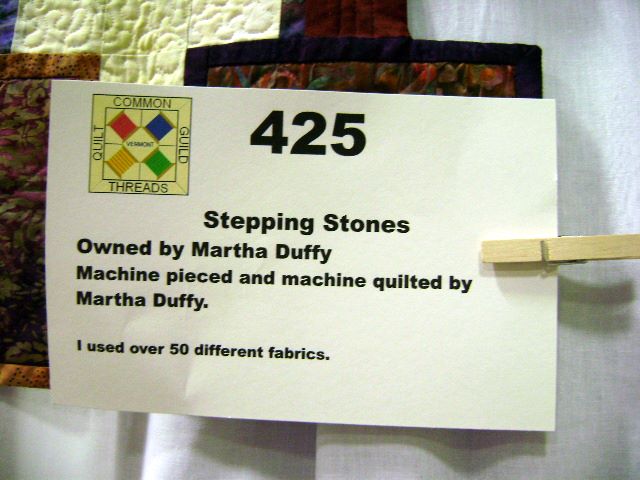 COMMON
QUILT
VERMONT
GUILD
THREADS
425
Stepping Stones
Owned by Martha Duffy
Machine pieced and machine quilted by
Martha Duffy.
I used over 50 different fabrics.